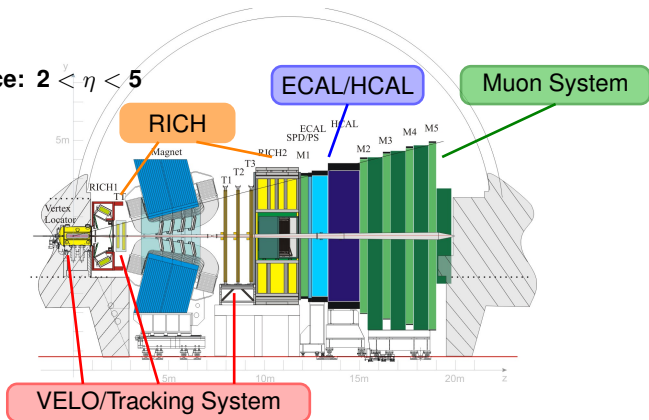 ce: 2 < η < 5
ECAL/HCAL
Muon System
RICH
y
5m
ECAL
HCAL
SPD/PS
M1
M2
M3
M4
M5
Magnet
RICH2
T1
T2
T3
RICH1
Vertex
Locator
5m
10m
15m
20m
z
VELO/Tracking System